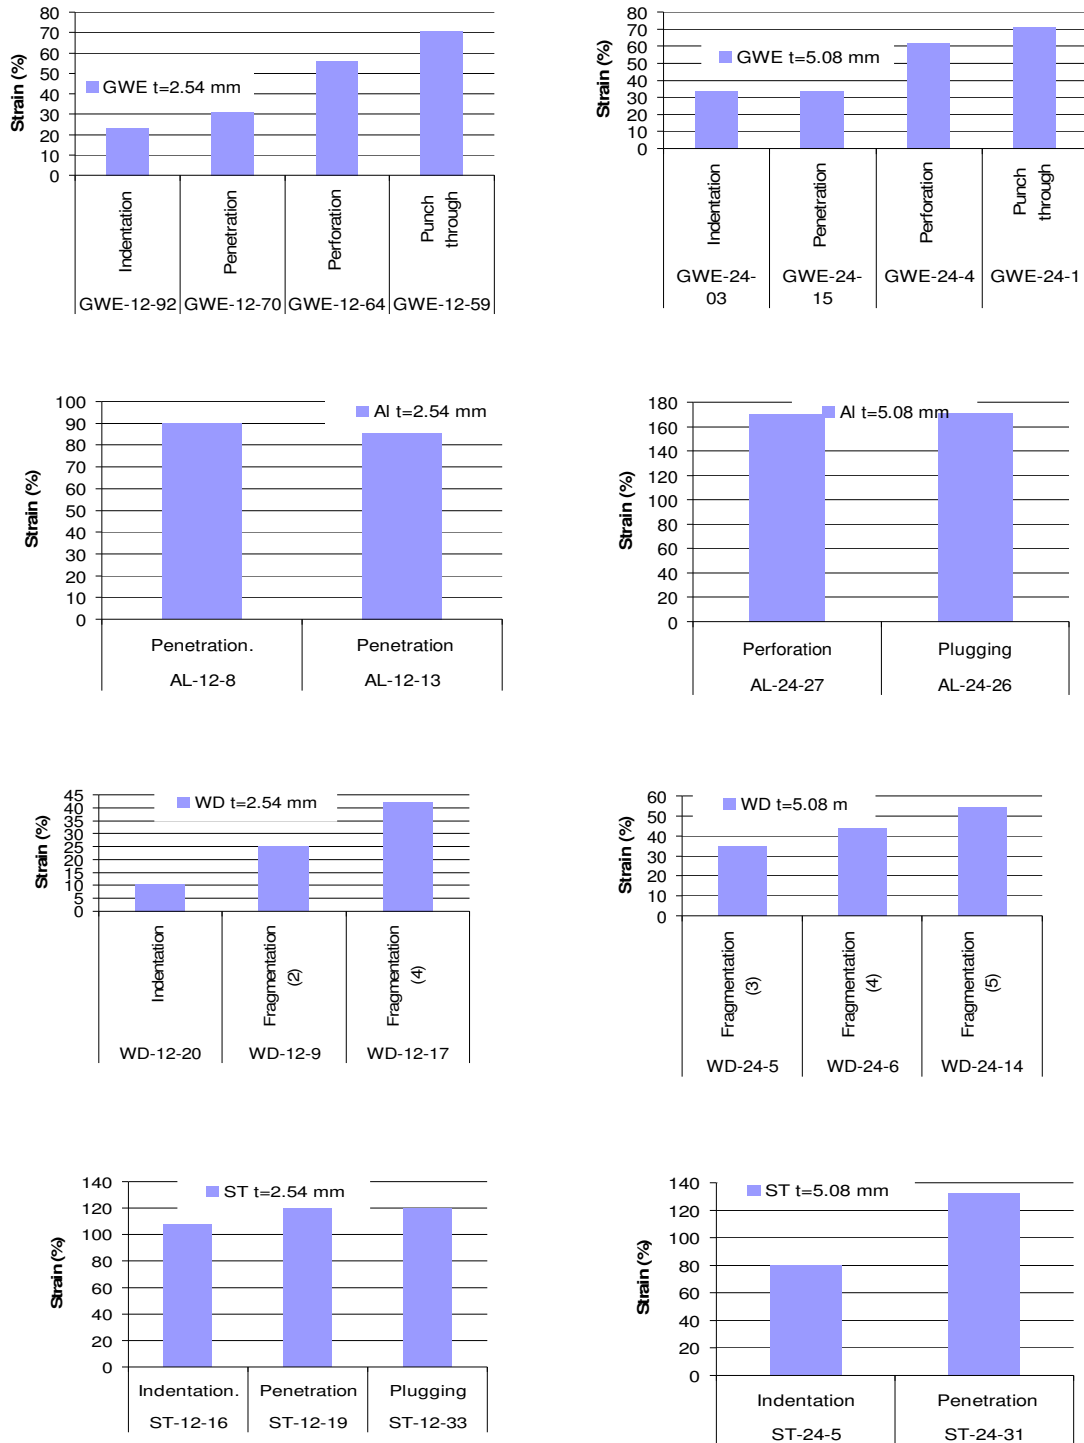 80
70
60
50
40
30
20
10
0
Strain (%)
GWE t=2.54 mm
Indentation
Penetration
Perforation
Punch
through
GWE-12-92
GWE-12-70
GWE-12-64
GWE-12-59
80
70
60
50
40
30
20
10
0
Strain (%)
GWE t=5.08 mm
Indentation
Penetration
Perforation
Punch
through
GWE-24-
03
GWE-24-
15
GWE-24-4
GWE-24-1
100
90
80
70
60
50
40
30
20
10
0
Strain (%)
Al t=2.54 mm
Penetration.
Penetration
AL-12-8
AL-12-13
180
160
140
120
100
80
60
40
20
0
Strain (%)
Al t=5.08 mm
Perforation
Plugging
AL-24-27
AL-24-26
45
40
35
30
25
20
15
10
5
0
Strain (%)
WD t=2.54 mm
Indentation
Fragmentation
(2)
Fragmentation
(4)
WD-12-20
WD-12-9
WD-12-17
60
50
40
30
20
10
0
Strain (%)
WD t=5.08 m
Fragmentation
(3)
Fragmentation
(4)
Fragmentation
(5)
WD-24-5
WD-24-6
WD-24-14
140
120
100
80
60
40
20
0
Strain (%)
ST t=2.54 mm
Indentation.
Penetration
Plugging
ST-12-16
ST-12-19
ST-12-33
140
120
100
80
60
40
20
0
Strain (%)
ST t=5.08 mm
Indentation
Penetration
ST-24-5
ST-24-31